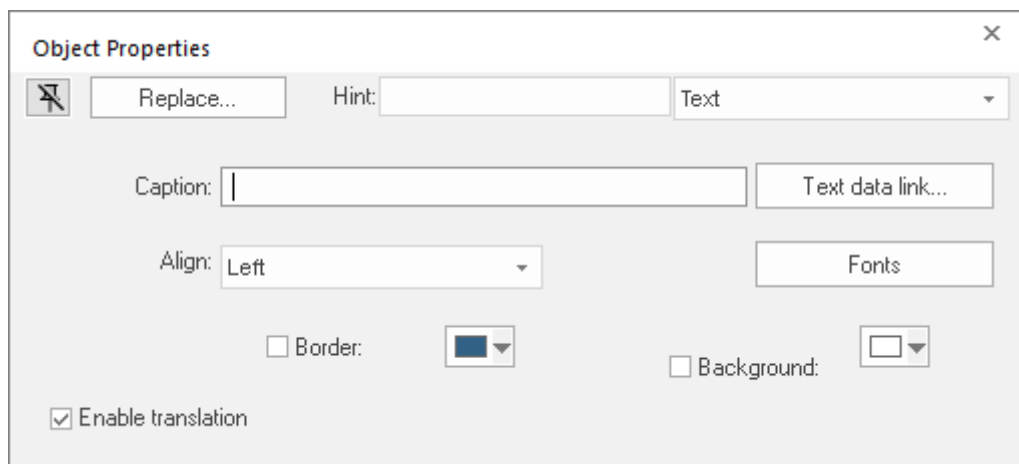 Object Properties
Replace... Hint: Text
Caption: Text data link...
Align: Left Fonts
Border:
Background:
Enable translation